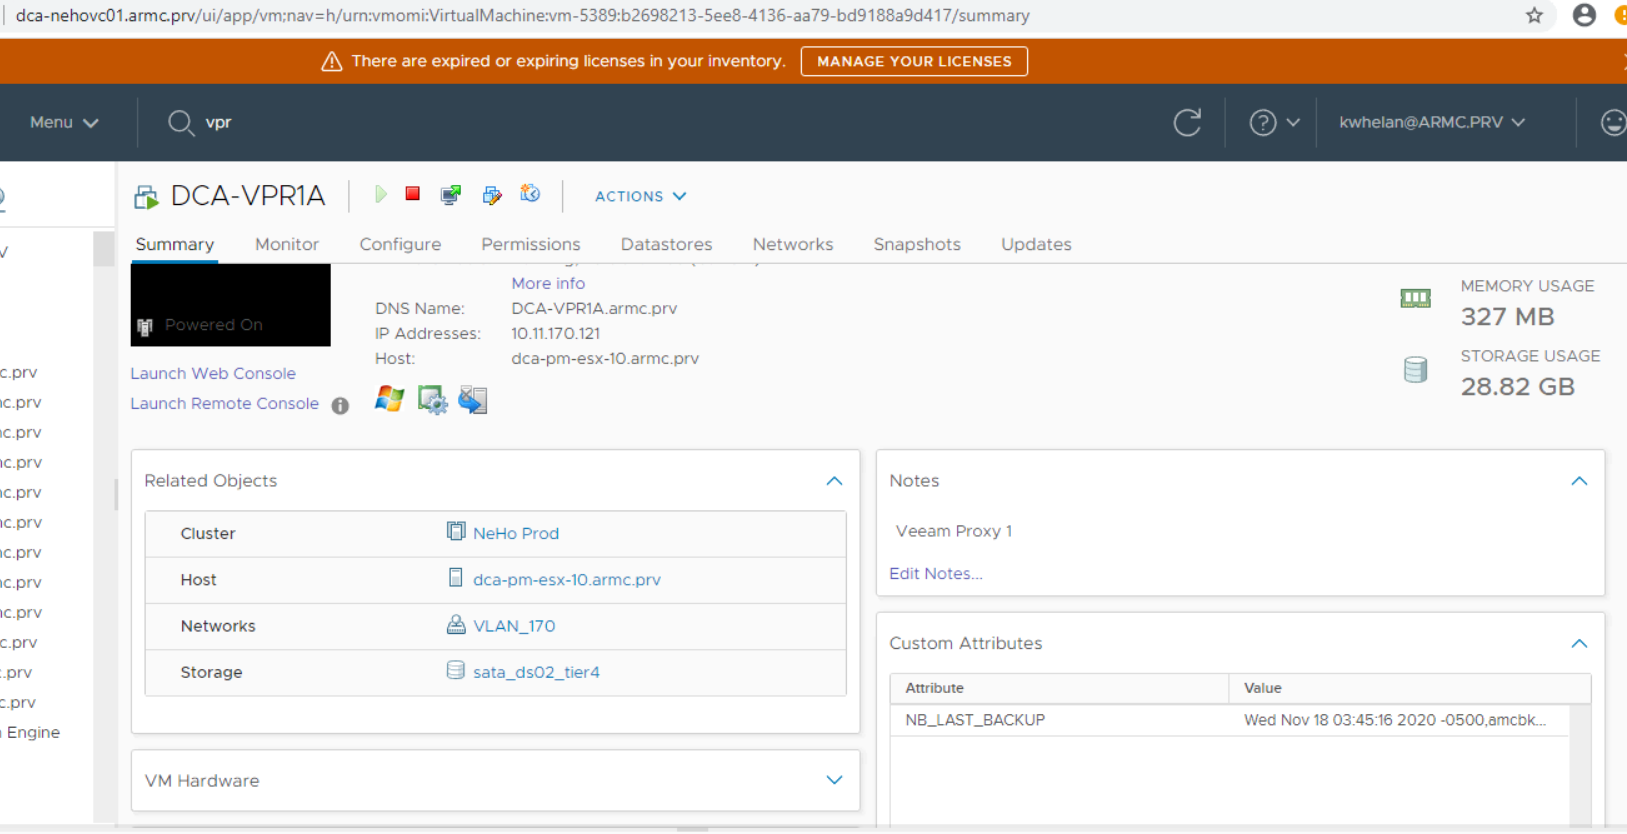 dca-nehovc01.armc.prv/ui/app/vm;nav=h/urn:vmomi:VirtualMachine:vm-5389:b2698213-5ee8-4136-aa79-bd9188a9d417/summary
There are expired or expiring licenses in your inventory. MANAGE YOUR LICENSES
Menu vpr kwhelan@ARMC.PRV
DCA-VPR1A ACTIONS
Summary Monitor Configure Permissions Datastores Networks Snapshots Updates
More info
DNS Name: DCA-VPR1A.armc.prv
IP Addresses: 10.11.170.121
Host: dca-pm-esx-10.armc.prv
Powered On
Launch Web Console
Launch Remote Console
MEMORY USAGE
327 MB
STORAGE USAGE
28.82 GB
c.prv
c.prv
c.prv
c.prv
c.prv
c.prv
c.prv
c.prv
c.prv
c.prv
.prv
c.prv
Engine
Related Objects
Cluster NeHo Prod
Host dca-pm-esx-10.armc.prv
Networks VLAN_170
Storage sata_ds02_tier4
VM Hardware
Notes
Veeam Proxy 1
Edit Notes...
Custom Attributes
Attribute Value
NB_LAST_BACKUP Wed Nov 18 03:45:16 2020 -0500,amcbk...